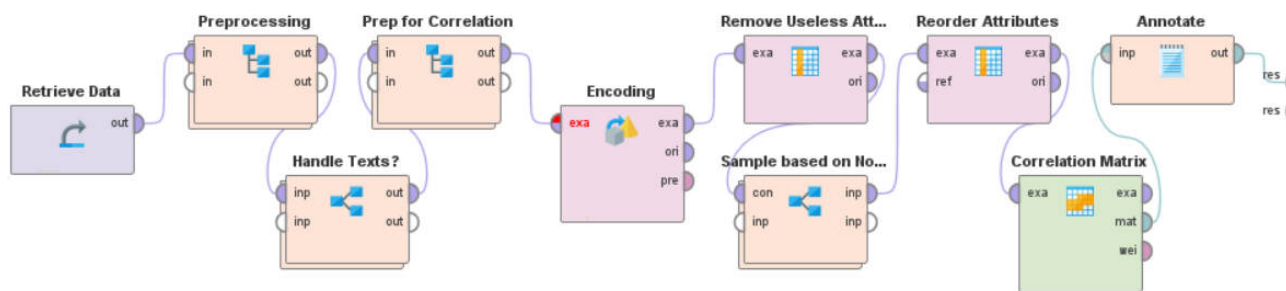 Preprocessing
in out
in out
Prep for Correlation
in out
in out
Remove Useless Att...
exa exa
ori
Reorder Attributes
exa exa
ref ori
Annotate
inp out
res
res
Retrieve Data
out
Encoding
exa exa
ori
pre
Handle Texts?
inp out
inp out
Sample based on No...
con inp
inp inp
Correlation Matrix
exa exa
mat
wei